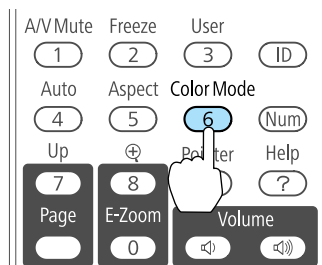 A/V Mute Freeze User
1 2 3 ID
Auto Aspect Color Mode
4 5 6 Num
Up Help
7 8 ?
Page E-Zoom Volume
0